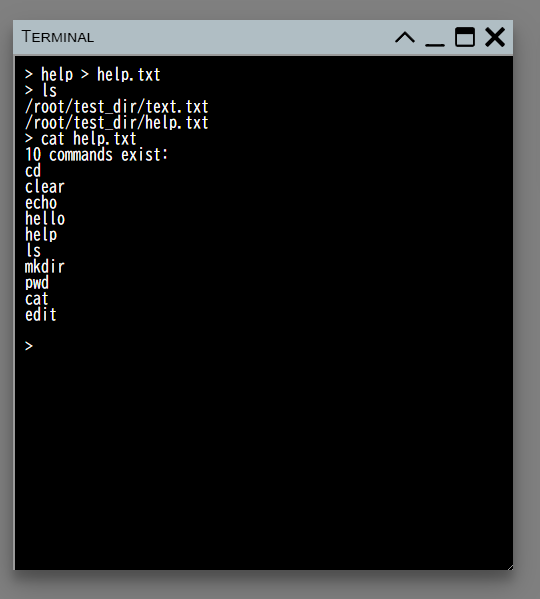 Terminal
> help > help.txt
> ls
/root/test_dir/text.txt
/root/test_dir/help.txt
> cat help.txt
10 commands exist:
cd
clear
echo
hello
help
ls
mkdir
pwd
cat
edit
>